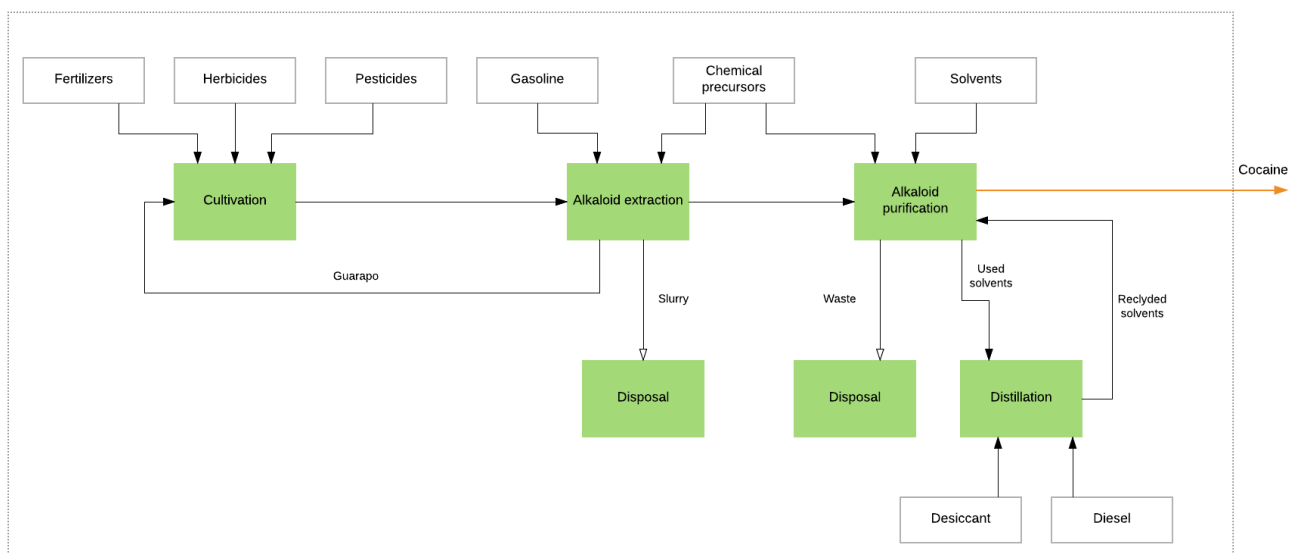 Fertilizers
Herbicides
Pesticides
Gasoline
Chemical
precursors
Solvents
Cocaine
Cultivation
Alkaloid extraction
Alkaloid
purification
Guarapo
Slurry
Waste
Used
solvents
Reclyded
solvents
Disposal
Disposal
Distillation
Desiccant
Diesel